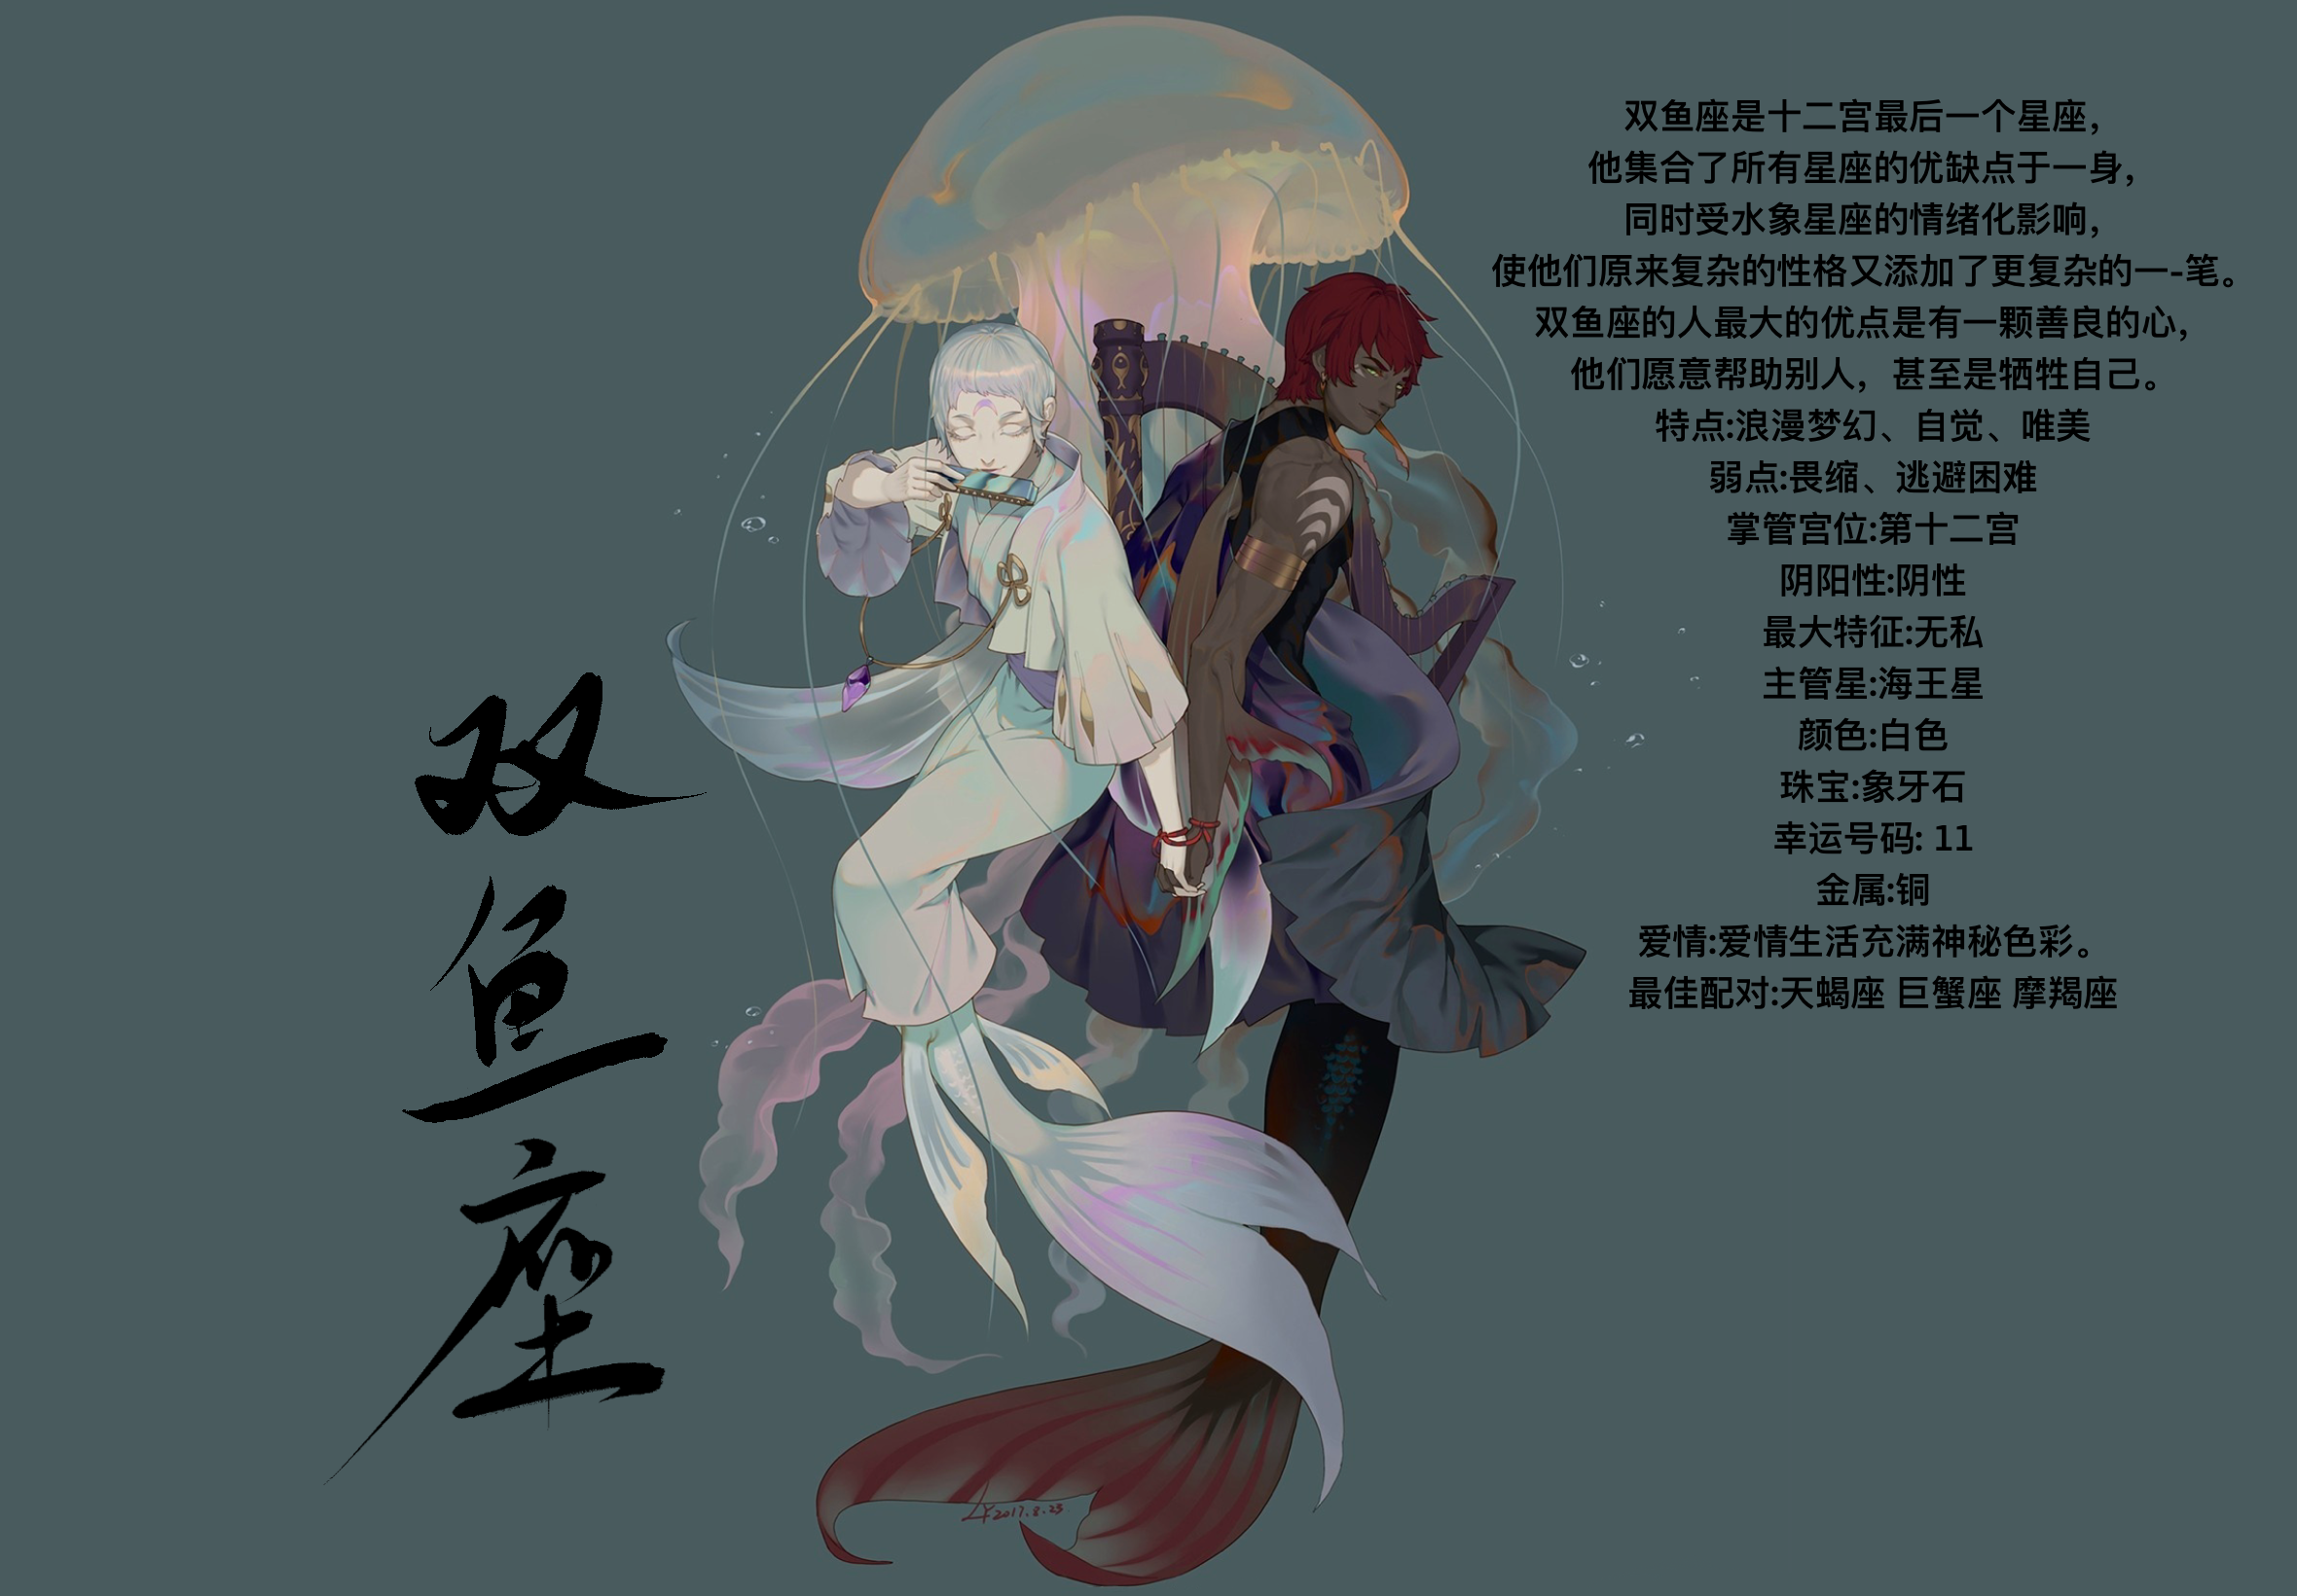 双鱼座
双鱼座是十二宫最后一个星座，
他集合了所有星座的优缺点于一身，
同时受水象星座的情绪化影响，
使他们原来复杂的性格又添加了更复杂的一-笔。
双鱼座的人最大的优点是有一颗善良的心，
他们愿意帮助别人，甚至是牺牲自己。
特点:浪漫梦幻、自觉、唯美
弱点:畏缩、逃避困难
掌管宫位:第十二宫
阴阳性:阴性
最大特征:无私
主管星:海王星
颜色:白色
珠宝:象牙石
幸运号码: 11
金属:铜
爱情:爱情生活充满神秘色彩。
最佳配对:天蝎座 巨蟹座 摩羯座
LY 2017.8.25